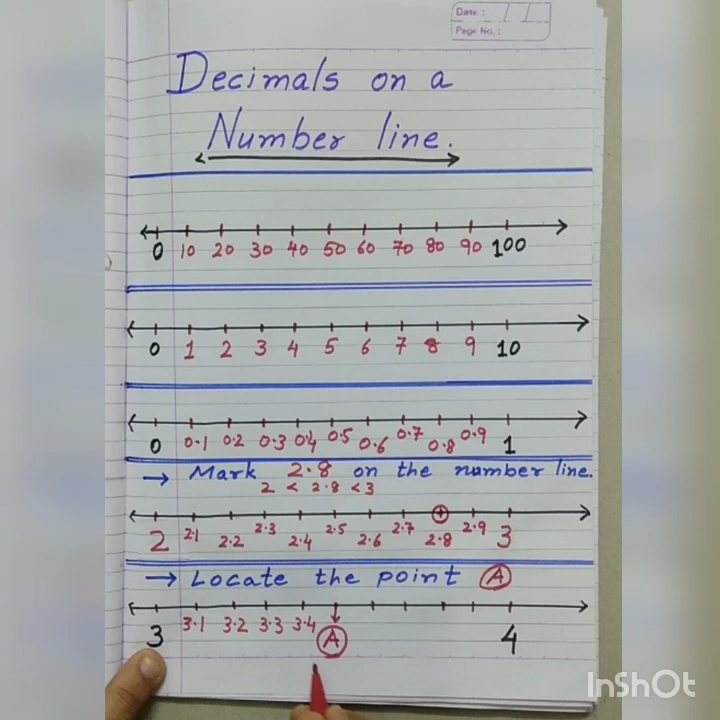 Date :
Page No. :
Decimals on a
Number line.
0 10 20 30 40 50 60 70 80 90 100
0 1 2 3 4 5 6 7 8 9 10
0 0.1 0.2 0.3 0.4 0.5 0.6 0.7 0.8 0.9 1
→ Mark 2.8 on the number line.
2 < 2.8 < 3
2 2.1 2.2 2.3 2.4 2.5 2.6 2.7 2.8 2.9 3
→ Locate the point A
3 3.1 3.2 3.3 3.4 A 4
InShOt